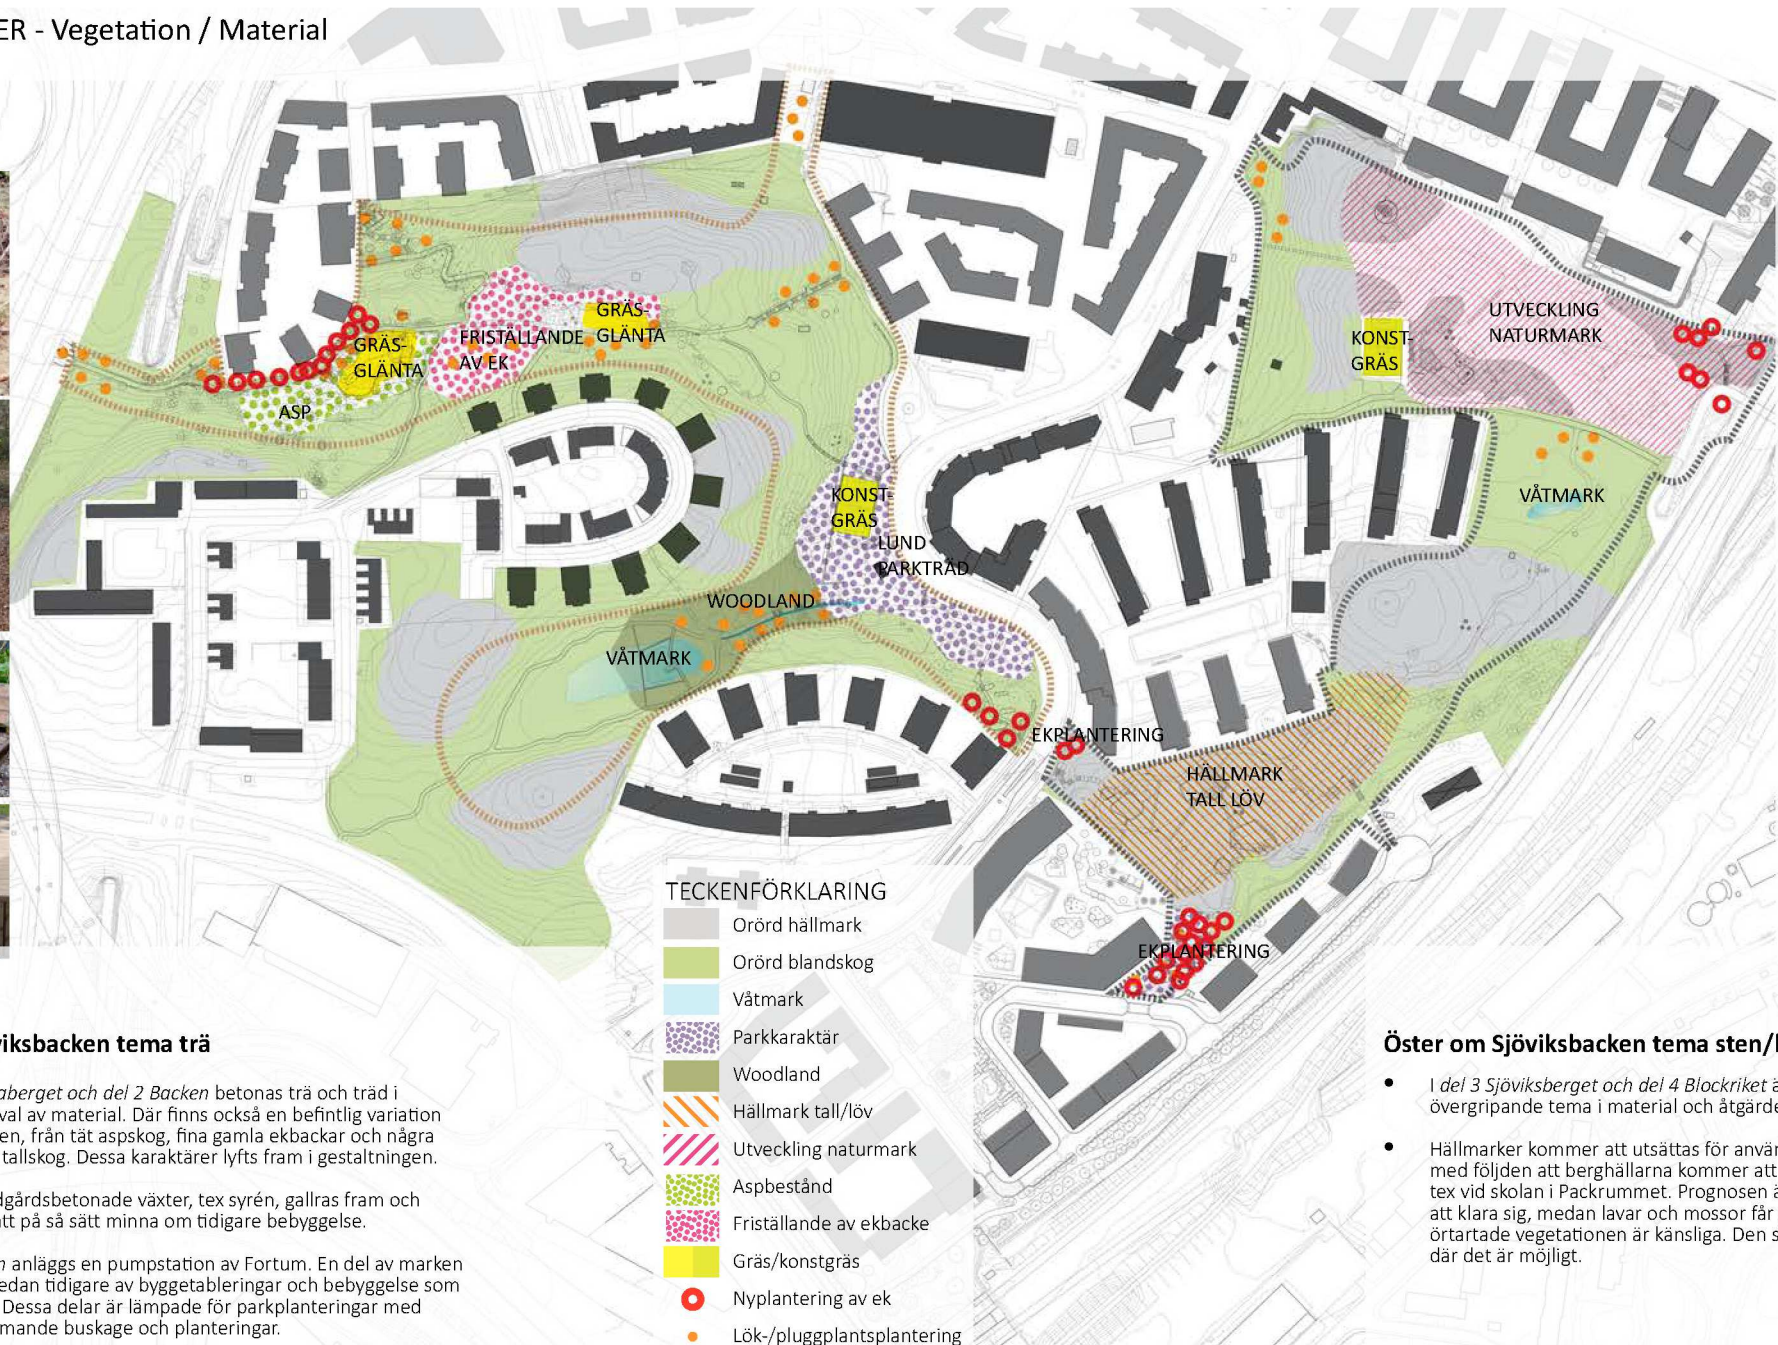 ER - Vegetation / Material
GRÄS-
GLÄNTA
FRISTÄLLANDE
AV EK
GRÄS-
GLÄNTA
ASP
KONST-
GRÄS
UTVECKLING
NATURMARK
VÅTMARK
KONST-
GRÄS
LUND
PARKTRÄD
WOODLAND
VÅTMARK
EKPLANTERING
HÄLLMARK
TALL LÖV
EKPLANTERING
TECKENFÖRKLARING
Orörd hällmark
Orörd blandskog
Våtmark
Parkkaraktär
Woodland
Hällmark tall/löv
Utveckling naturmark
Aspbestånd
Friställande av ekbacke
Gräs/konstgräs
Nyplantering av ek
Lök-/pluggplantsplantering
viksbacken tema trä
aberget och del 2 Backen betonas trä och träd i
val av material. Där finns också en befintlig variation
en, från tät aspskog, fina gamla ekbackar och några
tallskog. Dessa karaktärer lyfts fram i gestaltningen.
dgårdsbetonade växter, tex syrén, gallras fram och
att på så sätt minna om tidigare bebyggelse.
n anläggs en pumpstation av Fortum. En del av marken
edan tidigare av byggetableringar och bebyggelse som
Dessa delar är lämpade för parkplanteringar med
mande buskage och planteringar.
Öster om Sjöviksbacken tema sten/
• I del 3 Sjöviksberget och del 4 Blockriket ä
övergripande tema i material och åtgärde
• Hällmarker kommer att utsättas för använ
med följden att berghällarna kommer att
tex vid skolan i Packrummet. Prognosen ä
att klara sig, medan lavar och mossor får
örtartade vegetationen är känsliga. Den s
där det är möjligt.